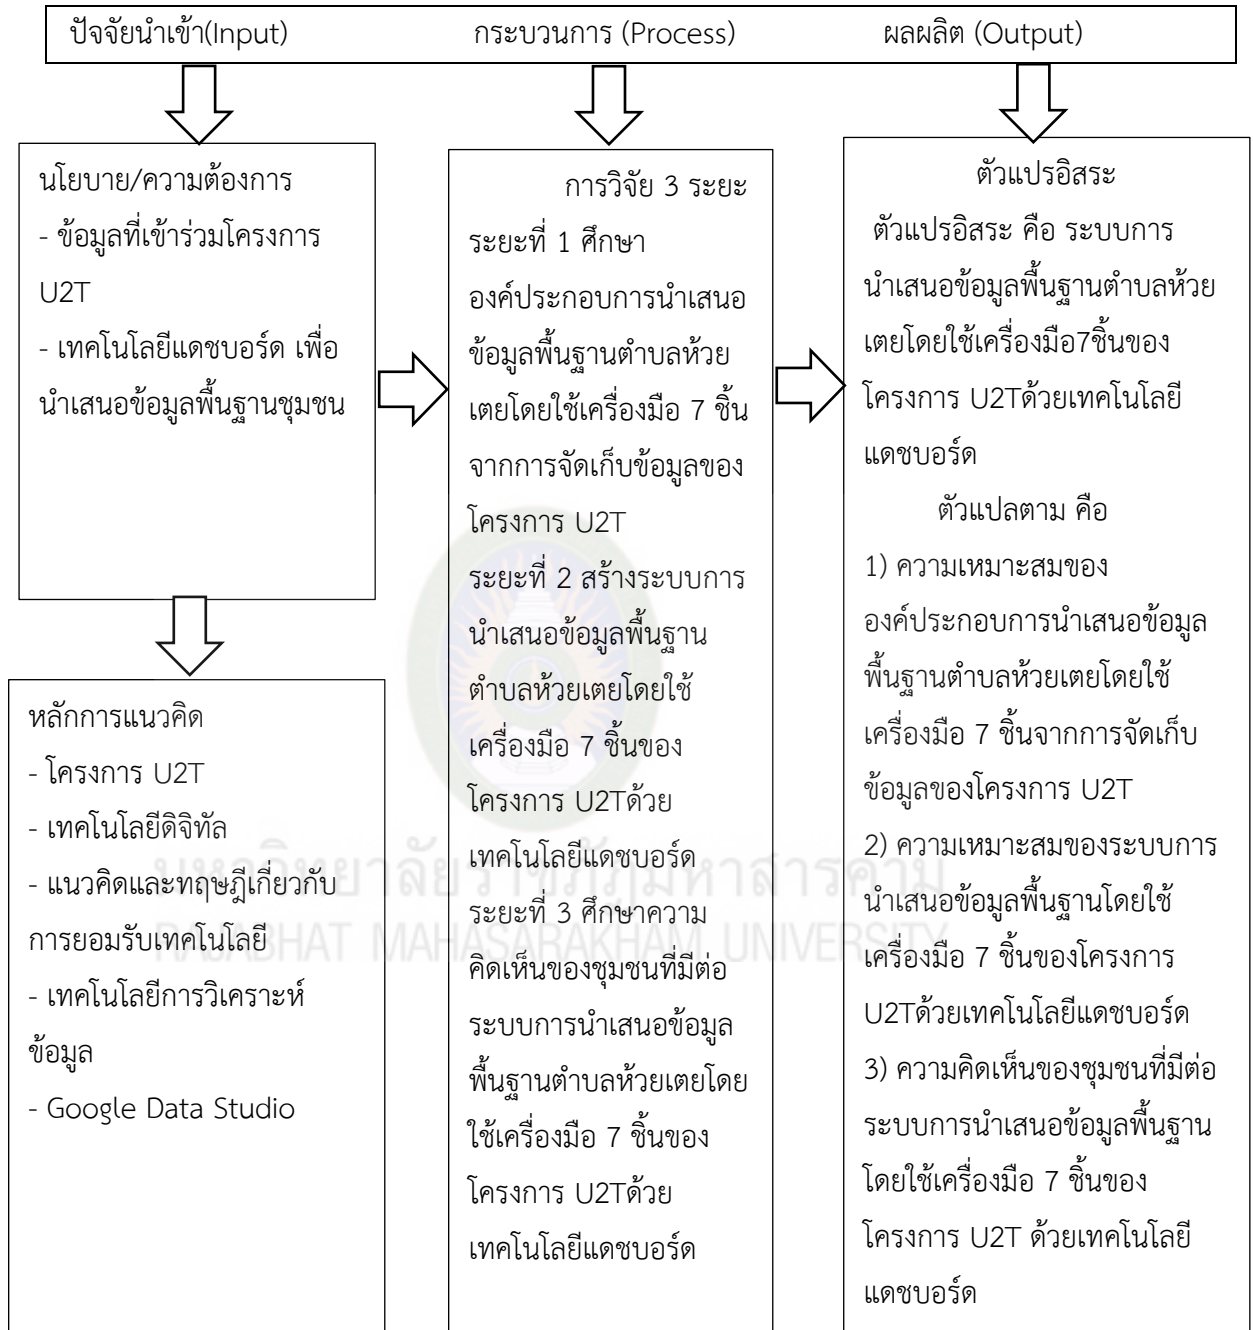 ปัจจัยนำเข้า(Input) กระบวนการ (Process) ผลผลิต (Output)
นโยบาย/ความต้องการ
- ข้อมูลที่เข้าร่วมโครงการ
U2T
- เทคโนโลยีแดชบอร์ด เพื่อ
นำเสนอข้อมูลพื้นฐานชุมชน
หลักการแนวคิด
- โครงการ U2T
- เทคโนโลยีดิจิทัล
- แนวคิดและทฤษฎีเกี่ยวกับ
การยอมรับเทคโนโลยี
- เทคโนโลยีการวิเคราะห์
ข้อมูล
- Google Data Studio
การวิจัย 3 ระยะ
ระยะที่ 1 ศึกษา
องค์ประกอบการนำเสนอ
ข้อมูลพื้นฐานตำบลห้วย
เตยโดยใช้เครื่องมือ 7 ชิ้น
จากการจัดเก็บข้อมูลของ
โครงการ U2T
ระยะที่ 2 สร้างระบบการ
นำเสนอข้อมูลพื้นฐาน
ตำบลห้วยเตยโดยใช้
เครื่องมือ 7 ชิ้นของ
โครงการ U2Tด้วย
เทคโนโลยีแดชบอร์ด
ระยะที่ 3 ศึกษาความ
คิดเห็นของชุมชนที่มีต่อ
ระบบการนำเสนอข้อมูล
พื้นฐานตำบลห้วยเตยโดย
ใช้เครื่องมือ 7 ชิ้นของ
โครงการ U2Tด้วย
เทคโนโลยีแดชบอร์ด
ตัวแปรอิสระ
ตัวแปรอิสระ คือ ระบบการ
นำเสนอข้อมูลพื้นฐานตำบลห้วย
เตยโดยใช้เครื่องมือ7ชิ้นของ
โครงการ U2Tด้วยเทคโนโลยี
แดชบอร์ด
ตัวแปลตาม คือ
1) ความเหมาะสมของ
องค์ประกอบการนำเสนอข้อมูล
พื้นฐานตำบลห้วยเตยโดยใช้
เครื่องมือ 7 ชิ้นจากการจัดเก็บ
ข้อมูลของโครงการ U2T
2) ความเหมาะสมของระบบการ
นำเสนอข้อมูลพื้นฐานโดยใช้
เครื่องมือ 7 ชิ้นของโครงการ
U2Tด้วยเทคโนโลยีแดชบอร์ด
3) ความคิดเห็นของชุมชนที่มีต่อ
ระบบการนำเสนอข้อมูลพื้นฐาน
โดยใช้เครื่องมือ 7 ชิ้นของ
โครงการ U2T ด้วยเทคโนโลยี
แดชบอร์ด
มหาวิทยาลัยราชภัฏมหาสารคาม
RAJABHAT MAHASARAKHAM UNIVERSITY